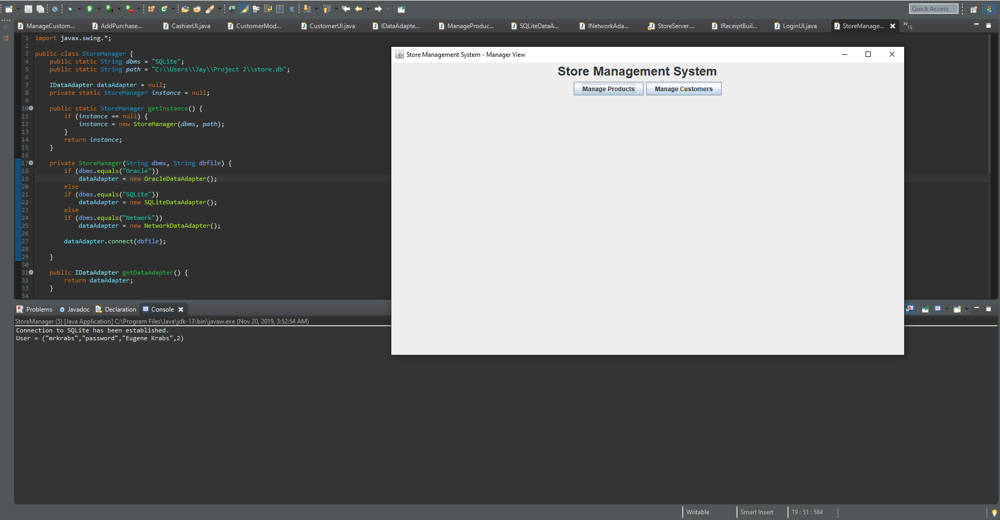 Quick Access
ManageCustom...
AddPurchase...
CashierUI.java
CustomerMod...
CustomerUI.java
IDataAdapte...
ManageProduc...
SQLiteDataA...
INetworkAda...
StoreServer....
IReceiptBuil...
LoginUI.java
StoreManage...
»15
1 import javax.swing.*;
2
3 public class StoreManager {
4     public static String dbms = "SQLite";
5     public static String path = "C:\\Users\\Jay\\Project 2\\store.db";
6
7     IDataAdapter dataAdapter = null;
8     private static StoreManager instance = null;
9
10     public static StoreManager getInstance() {
11         if (instance == null) {
12             instance = new StoreManager(dbms, path);
13         }
14         return instance;
15     }
16
17     private StoreManager(String dbms, String dbfile) {
18         if (dbms.equals("Oracle"))
19             dataAdapter = new OracleDataAdapter();
20         else
21         if (dbms.equals("SQLite"))
22             dataAdapter = new SQLiteDataAdapter();
23         else
24         if (dbms.equals("Network"))
25             dataAdapter = new NetworkDataAdapter();
26
27         dataAdapter.connect(dbfile);
28
29     }
30
31     public IDataAdapter getDataAdapter() {
32         return dataAdapter;
33     }
34
Store Management System - Manager View
Store Management System
Manage Products
Manage Customers
Problems
@ Javadoc
Declaration
Console
StoreManager (5) [Java Application] C:\Program Files\Java\jdk-13\bin\javaw.exe (Nov 20, 2019, 3:52:54 AM)
Connection to SQLite has been established.
User = ("mrkrabs","password","Eugene Krabs",2)
Writable
Smart Insert
19 : 51 : 584